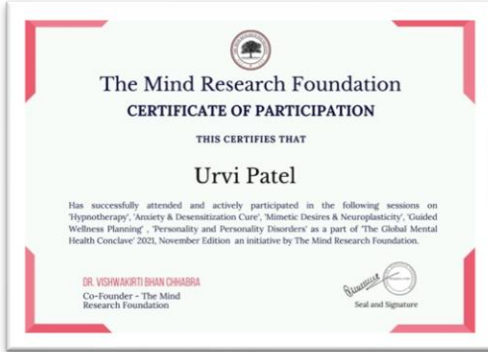 The Mind Research Foundation
CERTIFICATE OF PARTICIPATION
THIS CERTIFIES THAT
Urvi Patel
Has successfully attended and actively participated in the following sessions on
'Hypnotherapy', 'Anxiety & Desensitization Cure', 'Mimetic Desires & Neuroplasticity', 'Guided
Wellness Planning' , 'Personality and Personality Disorders' as a part of 'The Global Mental
Health Conclave' 2021, November Edition an initiative by The Mind Research Foundation.
DR. VISHWAKIRTI BHAN CHHABRA
Co-Founder - The Mind
Research Foundation
Seal and Signature